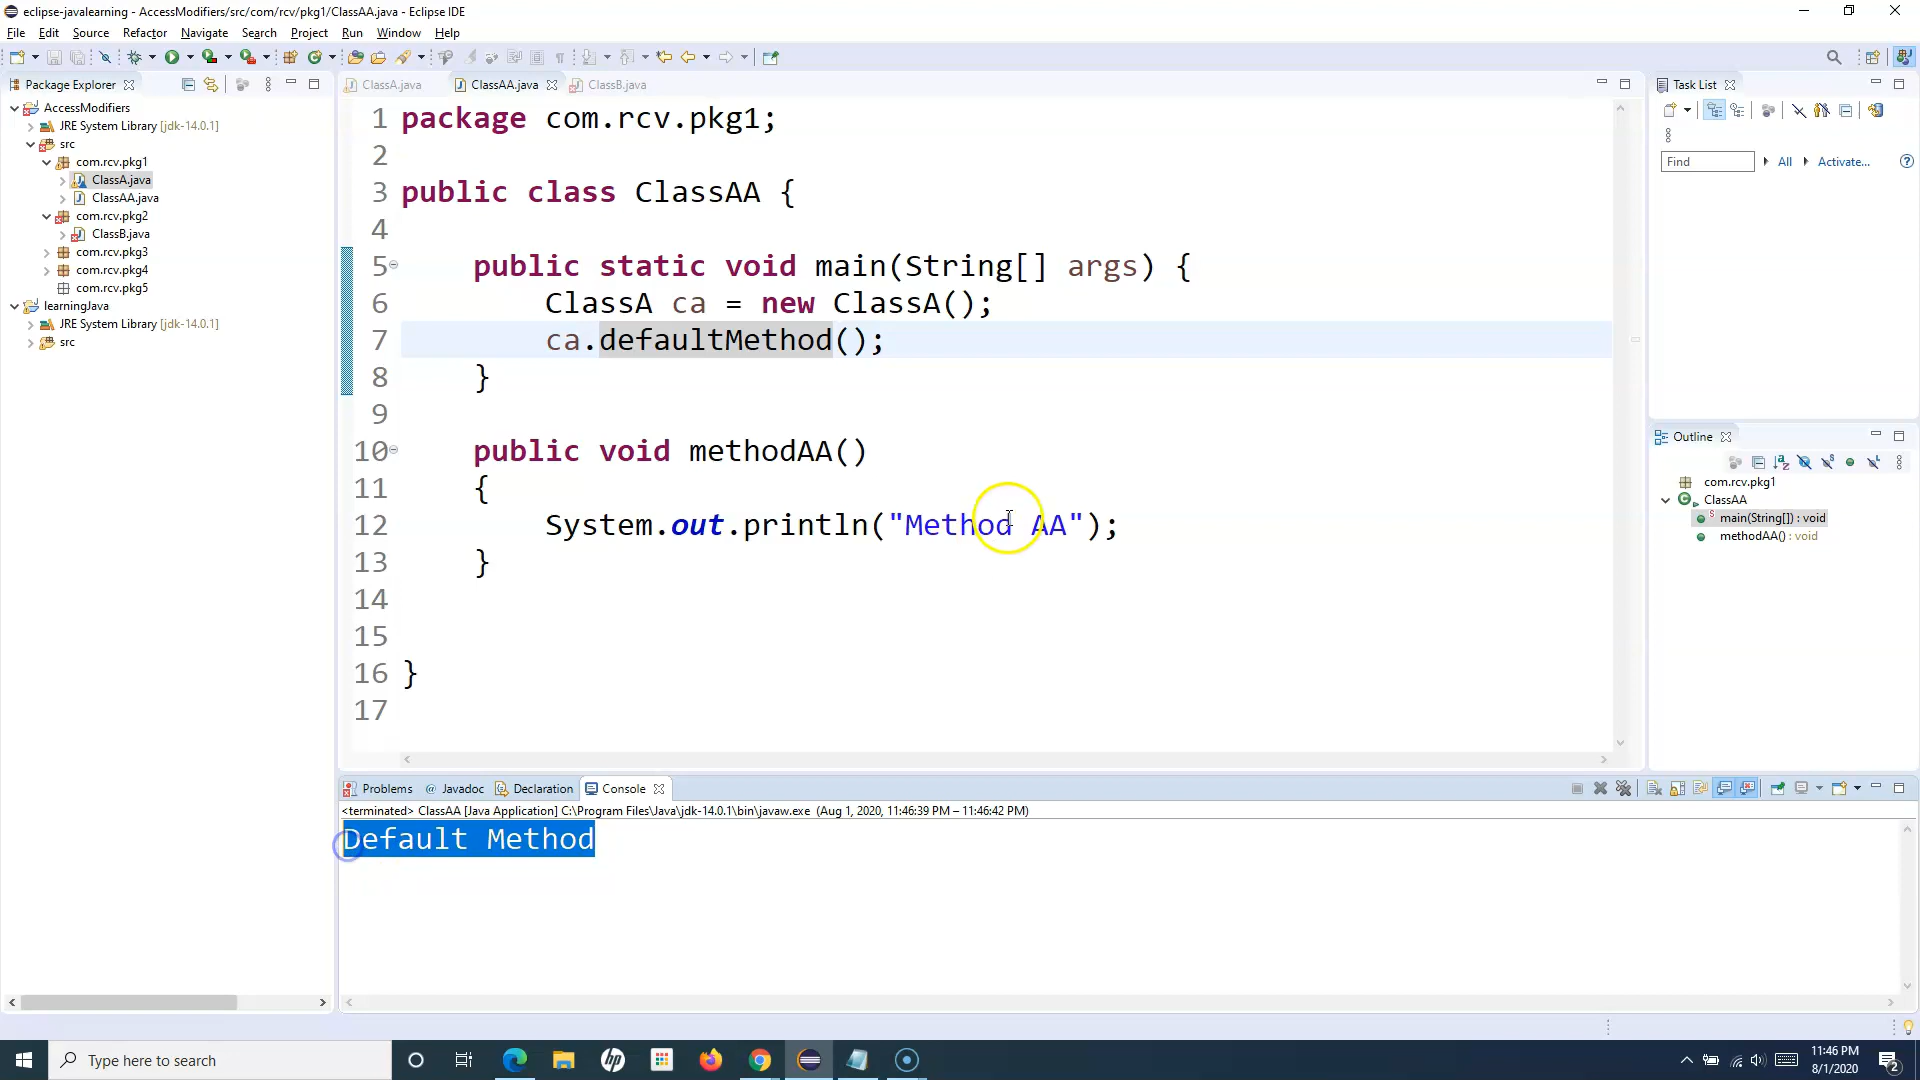 eclipse-javalearning - AccessModifiers/src/com/rcv/pkg1/ClassAA.java - Eclipse IDE
File Edit Source Refactor Navigate Search Project Run Window Help
Package Explorer
AccessModifiers
JRE System Library [jdk-14.0.1]
src
com.rcv.pkg1
ClassA.java
ClassAA.java
com.rcv.pkg2
ClassB.java
com.rcv.pkg3
com.rcv.pkg4
com.rcv.pkg5
learningJava
JRE System Library [jdk-14.0.1]
src
ClassA.java ClassAA.java ClassB.java
1 package com.rcv.pkg1;
2
3 public class ClassAA {
4
5 public static void main(String[] args) {
6 ClassA ca = new ClassA();
7 ca.defaultMethod();
8 }
9
10 public void methodAA()
11 {
12 System.out.println("Method AA");
13 }
14
15
16 }
17
Task List
Find All Activate...
Outline
com.rcv.pkg1
ClassAA
main(String[]) : void
methodAA() : void
Problems Javadoc Declaration Console
<terminated> ClassAA [Java Application] C:\Program Files\Java\jdk-14.0.1\bin\javaw.exe (Aug 1, 2020, 11:46:39 PM – 11:46:42 PM)
Default Method
Type here to search
11:46 PM
8/1/2020
2